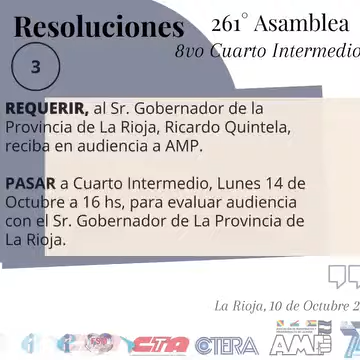 Resoluciones
261° Asamblea
8vo Cuarto Intermedio
3
REQUERIR, al Sr. Gobernador de la
Provincia de La Rioja, Ricardo Quintela,
reciba en audiencia a AMP.
PASAR a Cuarto Intermedio, Lunes 14 de
Octubre a 16 hs, para evaluar audiencia
con el Sr. Gobernador de La Provincia de
La Rioja.
La Rioja, 10 de Octubre 2
CTA
CTERA
AMP